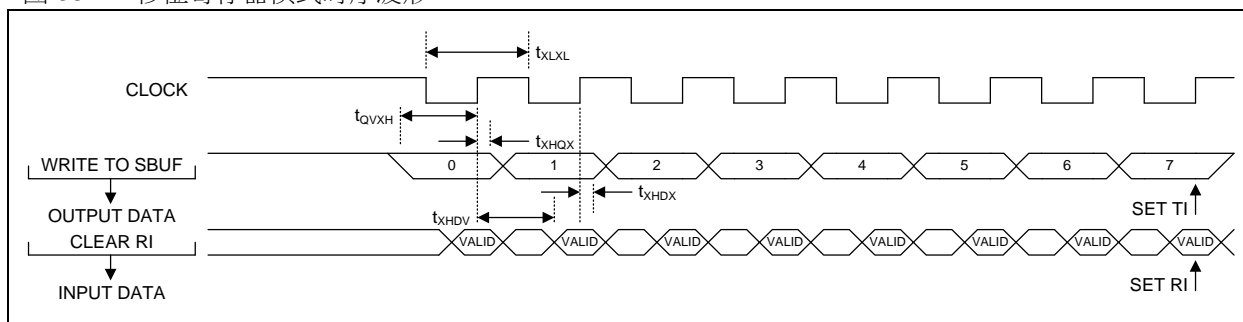 CLOCK
tXLXL
tQVXH
tXHQX
WRITE TO SBUF
0 1 2 3 4 5 6 7
OUTPUT DATA
tXHDX
SET TI
tXHDV
CLEAR RI
VALID VALID VALID VALID VALID VALID VALID VALID
INPUT DATA
SET RI